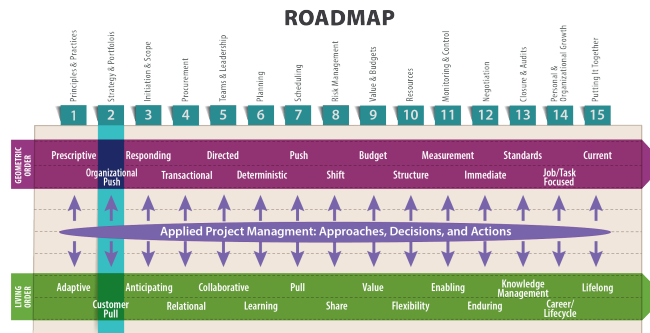 ROADMAP
Principles & Practices
Strategy & Portfolois
Initiation & Scope
Procurement
Teams & Leadership
Planning
Scheduling
Risk Management
Value & Budgets
Resources
Monitoring & Control
Negotiation
Closure & Audits
Personal &
Organizational Growth
Putting It Together
1 2 3 4 5 6 7 8 9 10 11 12 13 14 15
GEOMETRIC
ORDER
Prescriptive Responding Directed Push Budget Measurement Standards Current
Organizational
Push
Transactional Deterministic Shift Structure Immediate
Job/Task
Focused
Applied Project Managment: Approaches, Decisions, and Actions
LIVING
ORDER
Adaptive Anticipating Collaborative Pull Value Enabling
Knowledge
Management
Lifelong
Customer
Pull
Relational Learning Share Flexibility Enduring
Career/
Lifecycle